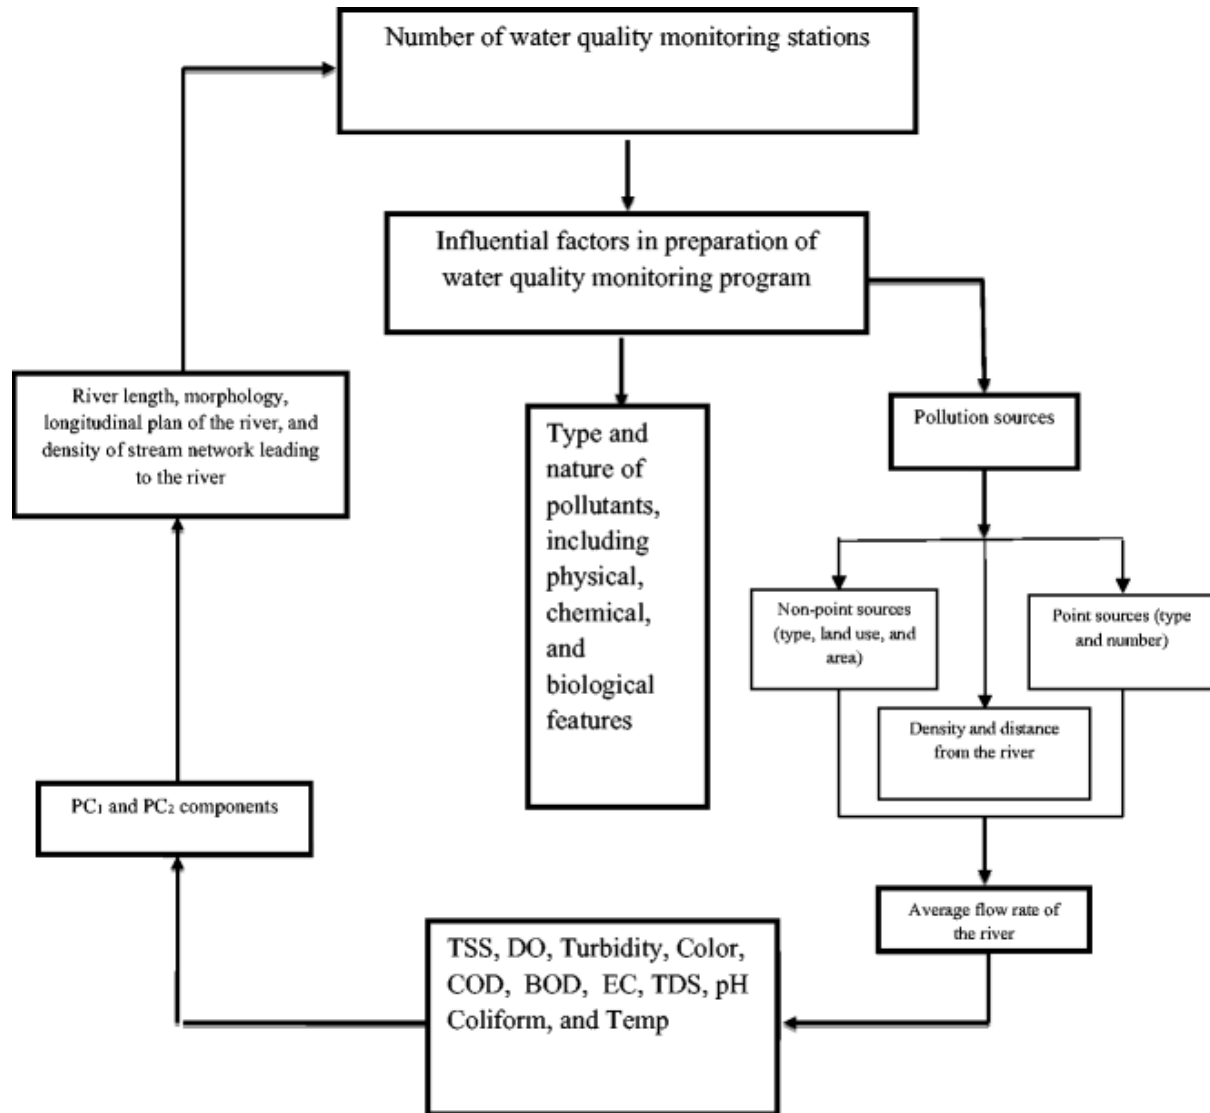 Number of water quality monitoring stations
Influential factors in preparation of
water quality monitoring program
River length, morphology,
longitudinal plan of the river, and
density of stream network leading
to the river
Type and
nature of
pollutants,
including
physical,
chemical,
and
biological
features
Pollution sources
Non-point sources
(type, land use, and
area)
Point sources (type
and number)
Density and distance
from the river
PC₁ and PC₂ components
Average flow rate of
the river
TSS, DO, Turbidity, Color,
COD, BOD, EC, TDS, pH
Coliform, and Temp